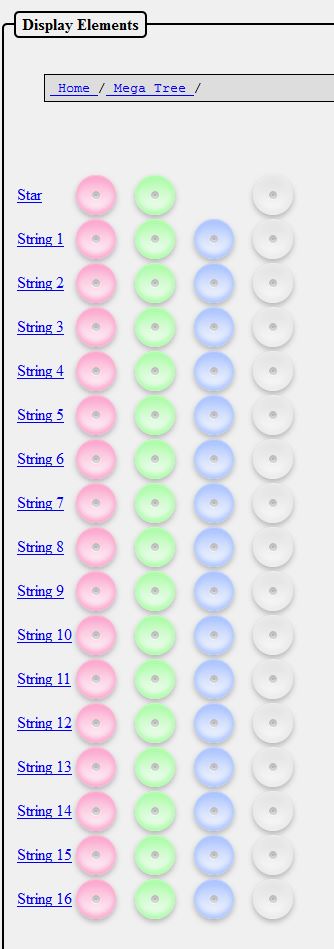 Display Elements
Home / Mega Tree /
Star
String 1
String 2
String 3
String 4
String 5
String 6
String 7
String 8
String 9
String 10
String 11
String 12
String 13
String 14
String 15
String 16